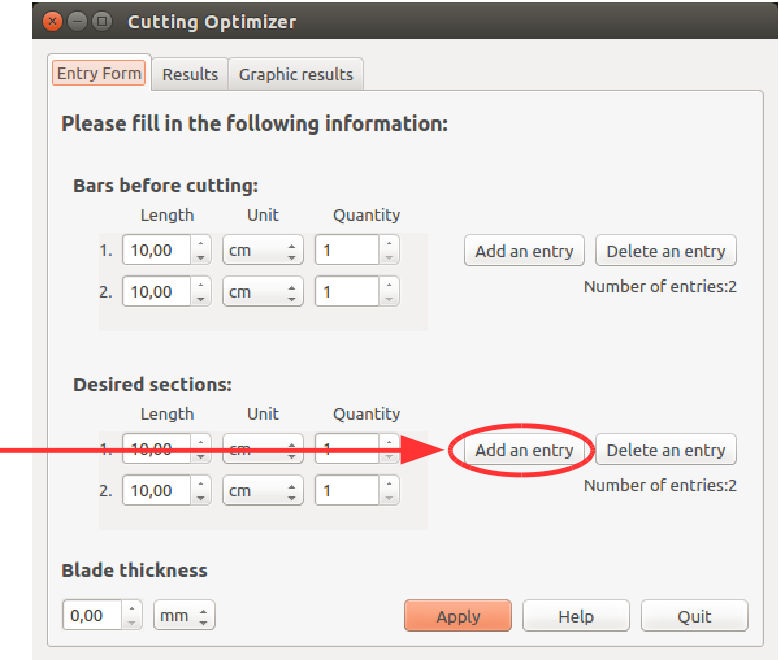 Cutting Optimizer
Entry Form Results Graphic results
Please fill in the following information:
Bars before cutting:
Length Unit Quantity
1. 10,00 cm 1 Add an entry Delete an entry
Number of entries:2
2. 10,00 cm 1
Desired sections:
Length Unit Quantity
1. 10,00 cm 1 Add an entry Delete an entry
Number of entries:2
2. 10,00 cm 1
Blade thickness
0,00 mm Apply Help Quit